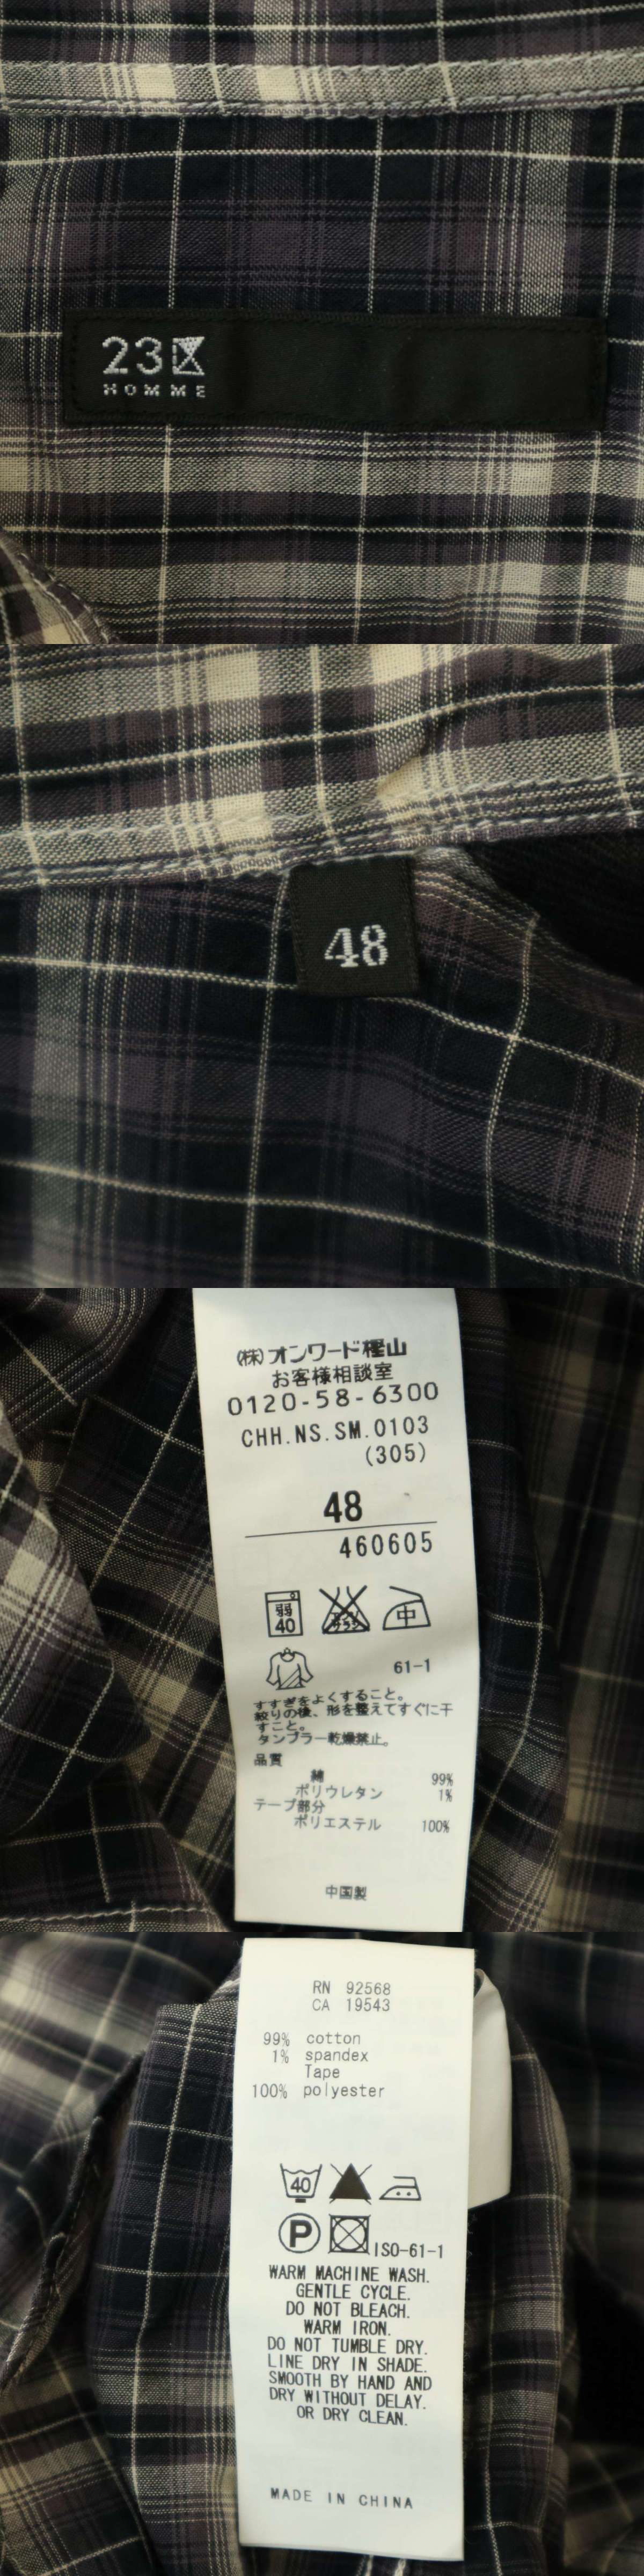 23区
HOMME
48
(株)オンワード樫山
お客様相談室
0120-58-6300
CHH.NS.SM.0103
(305)
48
460605
弱
40
エンソ
サラシ
中
61-1
すすぎをよくすること。
絞りの後、形を整えてすぐに干
すこと。
タンブラー乾燥禁止。
品質
綿 99%
ポリウレタン 1%
テープ部分
ポリエステル 100%
中国製
RN 92568
CA 19543
99% cotton
1% spandex
Tape
100% polyester
40
P
ISO-61-1
WARM MACHINE WASH.
GENTLE CYCLE.
DO NOT BLEACH.
WARM IRON.
DO NOT TUMBLE DRY.
LINE DRY IN SHADE.
SMOOTH BY HAND AND
DRY WITHOUT DELAY.
OR DRY CLEAN.
MADE IN CHINA